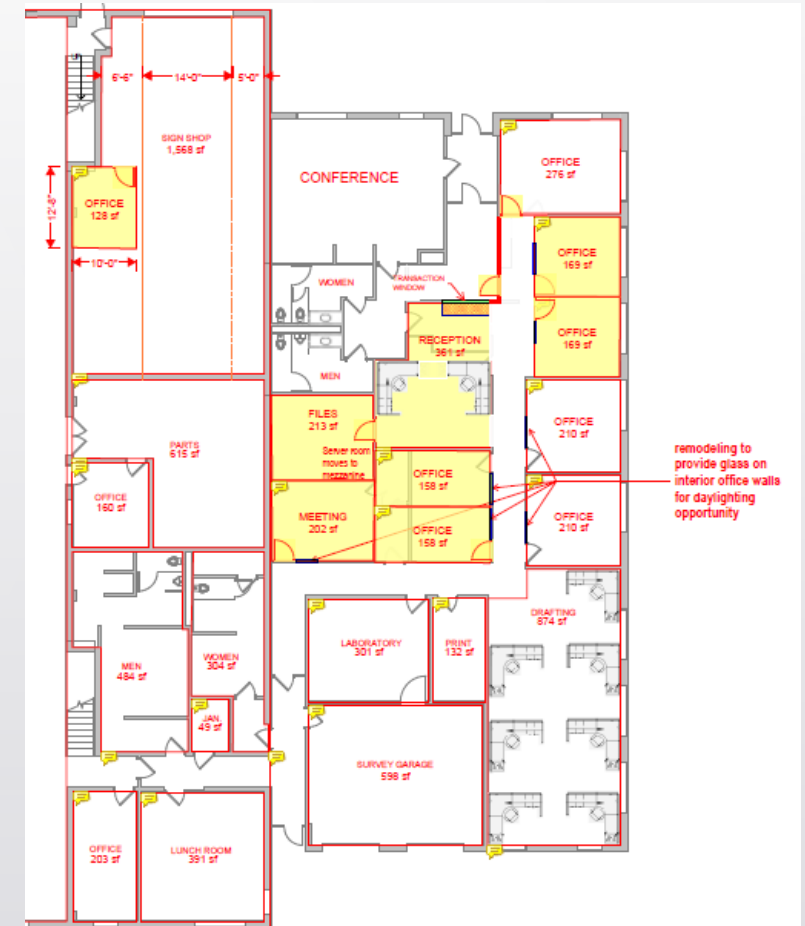 6'-6"
14'-0"
5'-0"
SIGN SHOP
1,568 sf
OFFICE
128 sf
12'-8"
10'-0"
CONFERENCE
OFFICE
276 sf
OFFICE
169 sf
WOMEN
TRANSACTION
WINDOW
OFFICE
169 sf
RECEPTION
361 sf
MEN
FILES
213 sf
OFFICE
210 sf
PARTS
615 sf
Server room
moves to
mezzanine
OFFICE
158 sf
remodeling to
provide glass on
interior office walls
for daylighting
opportunity
OFFICE
160 sf
MEETING
202 sf
OFFICE
158 sf
OFFICE
210 sf
DRAFTING
874 sf
LABORATORY
301 sf
PRINT
132 sf
MEN
484 sf
WOMEN
304 sf
JAN.
49 sf
SURVEY GARAGE
598 sf
OFFICE
203 sf
LUNCH ROOM
391 sf